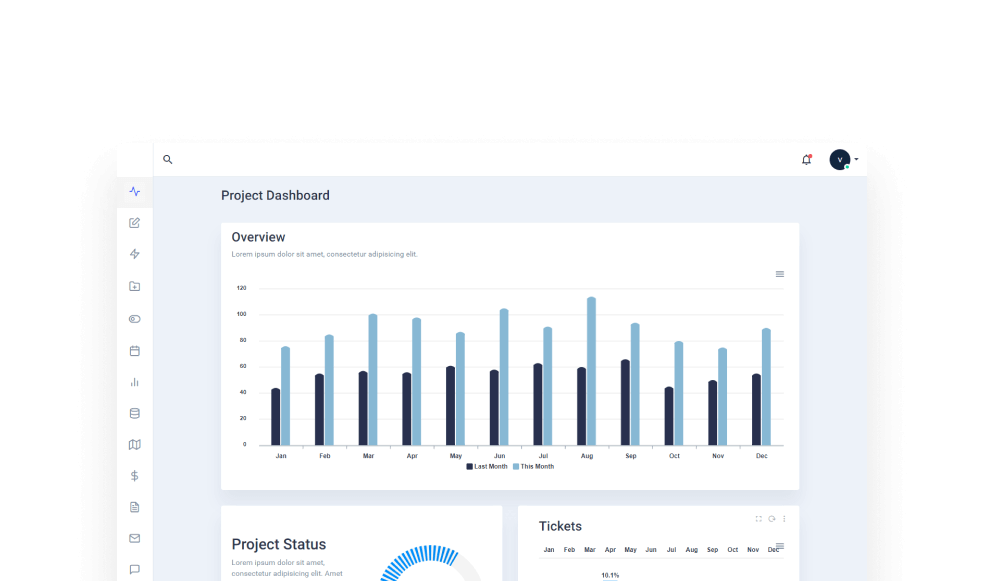 V
Project Dashboard
Overview
Lorem ipsum dolor sit amet, consectetur adipisicing elit.
120
100
80
60
40
20
0
Jan Feb Mar Apr May Jun Jul Aug Sep Oct Nov Dec
Last Month This Month
Project Status
Lorem ipsum dolor sit amet,
consectetur adipisicing elit. Amet
Tickets
Jan Feb Mar Apr May Jun Jul Aug Sep Oct Nov Dec
10.1%